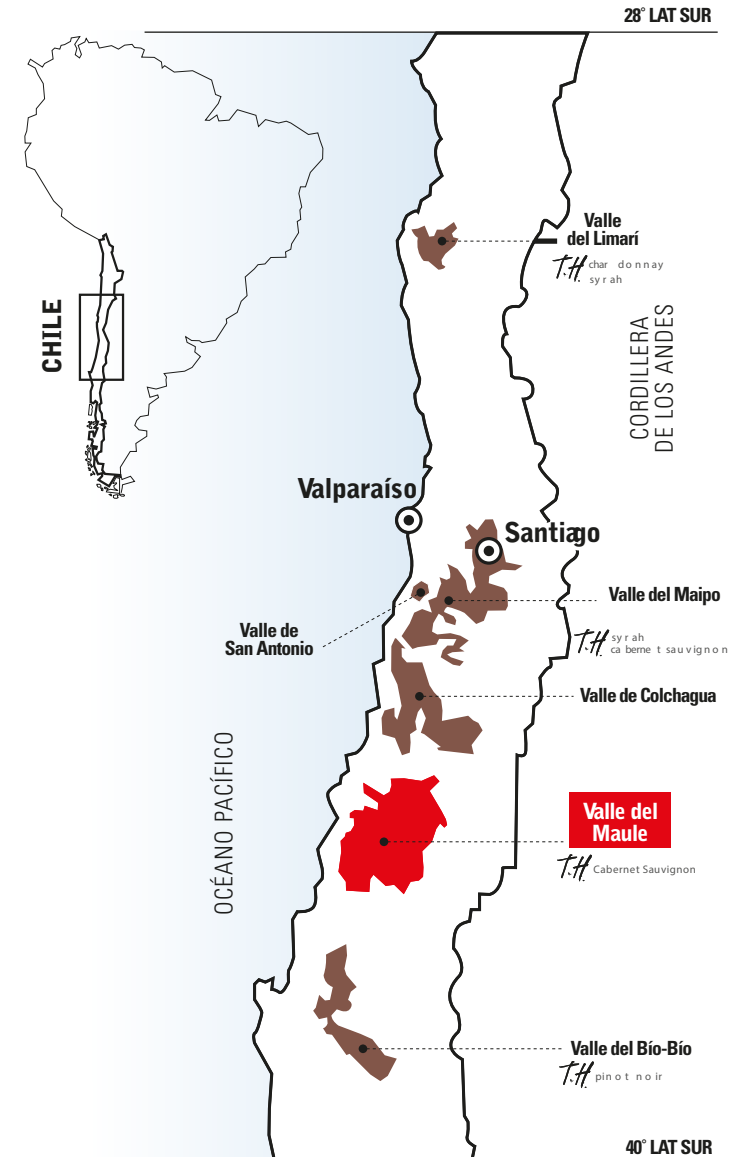 28° LAT SUR
CHILE
Valle
del Limarí
T.H. chardonnay
syrah
CORDILLERA
DE LOS ANDES
Valparaíso
Santiago
Valle del Maipo
Valle de
San Antonio
T.H. syrah
cabernet sauvignon
Valle de Colchagua
OCÉANO PACÍFICO
Valle del
Maule
T.H. Cabernet Sauvignon
Valle del Bío-Bío
T.H. pinot noir
40° LAT SUR